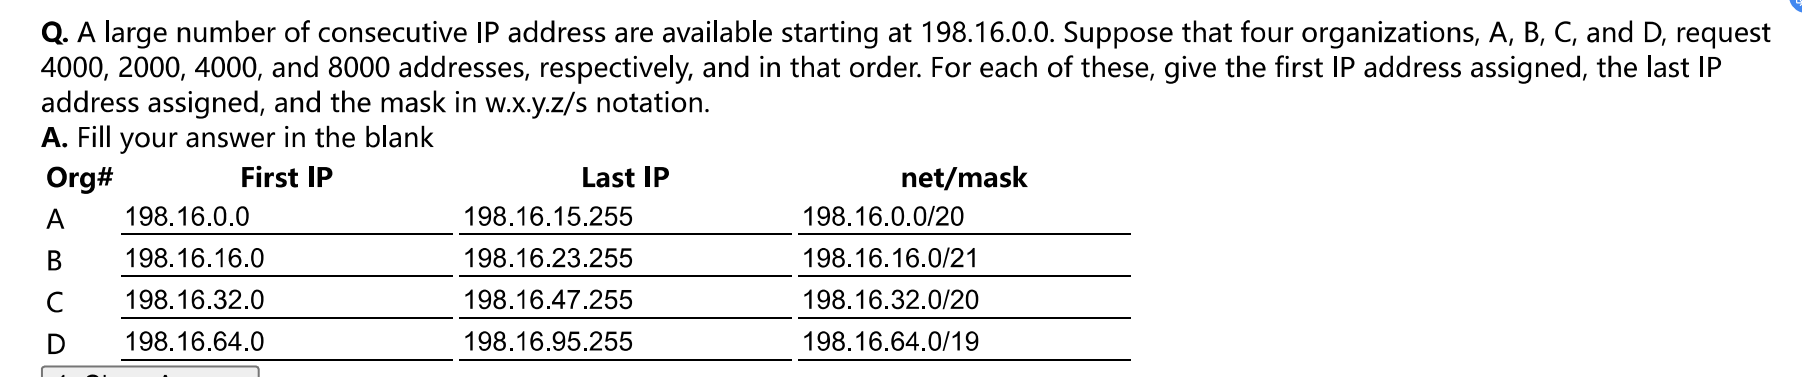 Q. A large number of consecutive IP address are available starting at 198.16.0.0. Suppose that four organizations, A, B, C, and D, request
4000, 2000, 4000, and 8000 addresses, respectively, and in that order. For each of these, give the first IP address assigned, the last IP
address assigned, and the mask in w.x.y.z/s notation.
A. Fill your answer in the blank
Org# First IP Last IP net/mask
A 198.16.0.0 198.16.15.255 198.16.0.0/20
B 198.16.16.0 198.16.23.255 198.16.16.0/21
C 198.16.32.0 198.16.47.255 198.16.32.0/20
D 198.16.64.0 198.16.95.255 198.16.64.0/19